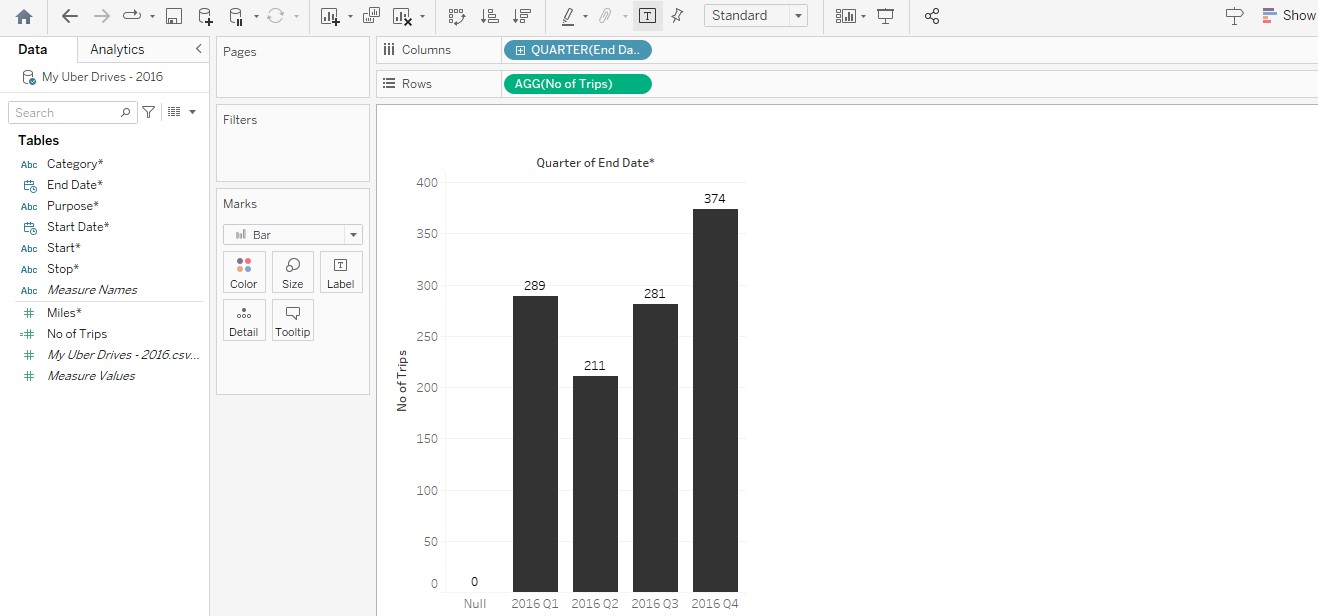 Standard
Show
Data
Analytics
My Uber Drives - 2016
Search
Tables
Abc Category*
End Date*
Abc Purpose*
Start Date*
Abc Start*
Abc Stop*
Abc Measure Names
# Miles*
=# No of Trips
# My Uber Drives - 2016.csv...
# Measure Values
Pages
Filters
Marks
Bar
Color
Size
T
Label
Detail
Tooltip
Columns
QUARTER(End Da..
Rows
AGG(No of Trips)
Quarter of End Date*
No of Trips
400
350
300
250
200
150
100
50
0
0
289
211
281
374
Null
2016 Q1
2016 Q2
2016 Q3
2016 Q4